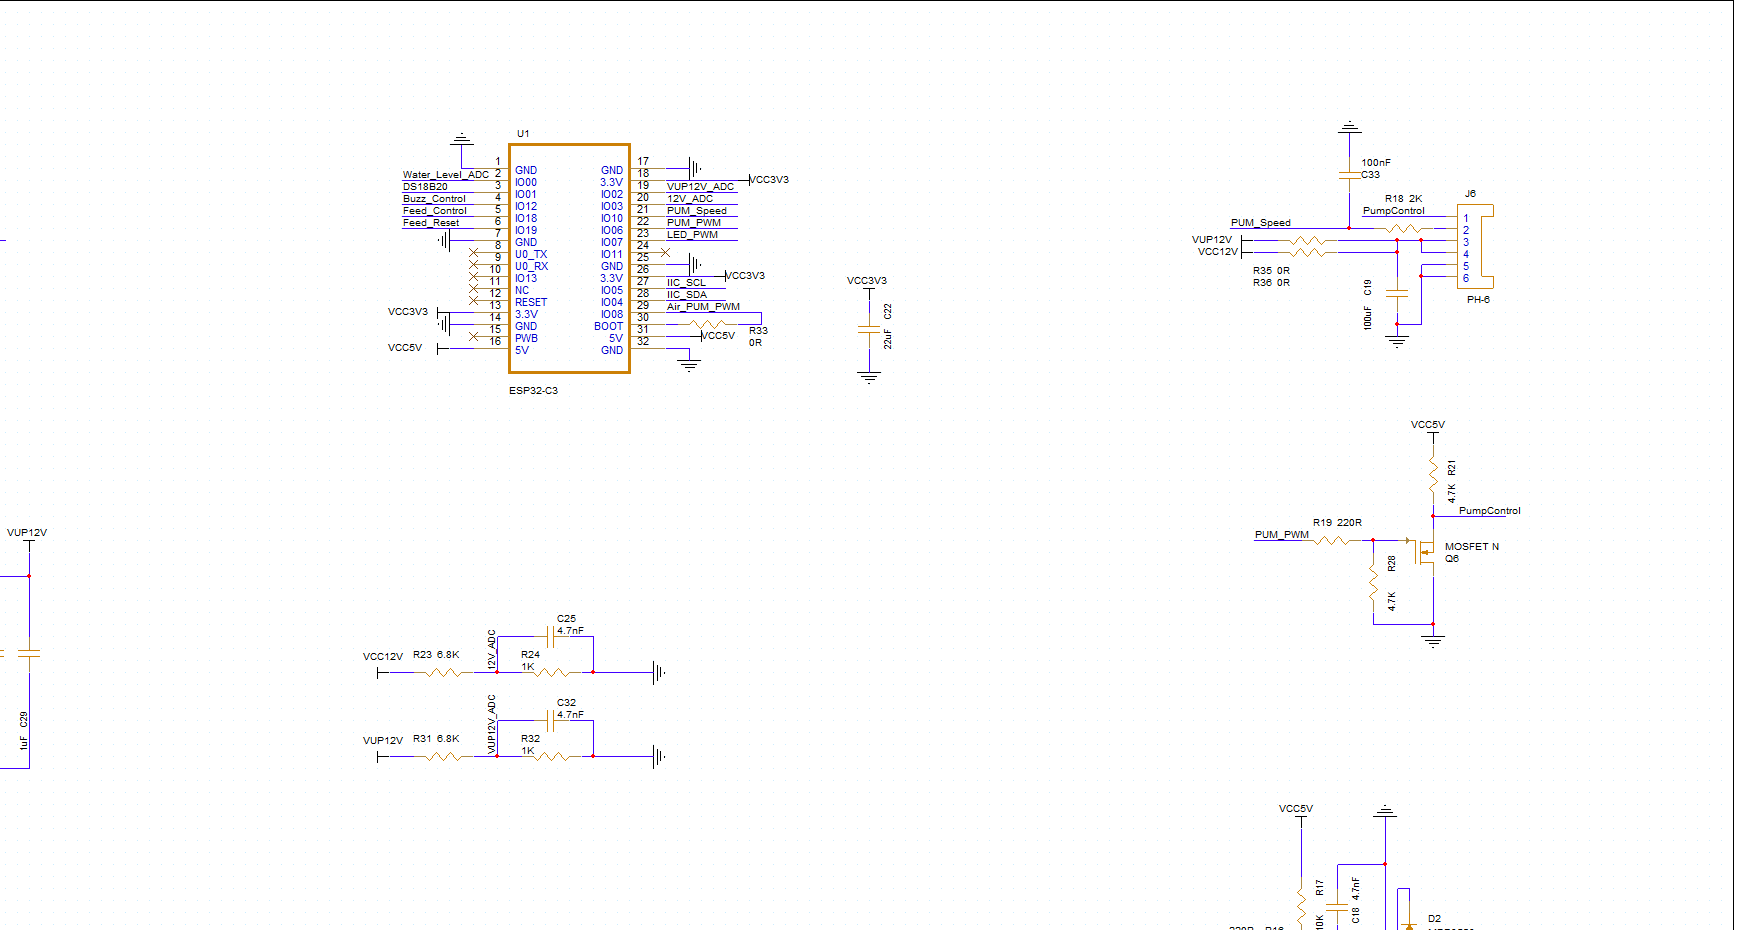 U1
1
GND
Water_Level_ADC 2
IO00
DS18B20 3
IO01
Buzz_Control 4
IO12
Feed_Control 5
IO18
Feed_Reset 6
IO19
7
GND
8
U0_TX
9
U0_RX
10
IO13
11
NC
12
RESET
VCC3V3 13
3.3V
14
GND
15
PWB
VCC5V 16
5V
17
GND
18 VCC3V3
3.3V
19 VUP12V_ADC
IO02
20 12V_ADC
IO03
21 PUM_Speed
IO10
22 PUM_PWM
IO06
23 LED_PWM
IO07
24
IO11
25
GND
26 VCC3V3
3.3V
27 IIC_SCL
IO05
28 IIC_SDA
IO04
29 Air_PUM_PWM
IO08
30
BOOT
R33
0R
31 VCC5V
5V
32
GND
ESP32-C3
VCC3V3
22uF C22
100nF
C33
J6
R18 2K
PumpControl
PUM_Speed
VUP12V
VCC12V
1
2
3
4
5
6
R35 0R
R36 0R
100uF C19
PH-6
VCC5V
4.7K R21
PumpControl
R19 220R
PUM_PWM
MOSFET N
Q6
4.7K R28
VUP12V
1uF C29
C25
4.7nF
12V_ADC
VCC12V R23 6.8K R24
1K
C32
4.7nF
VUP12V_ADC
VUP12V R31 6.8K R32
1K
VCC5V
10K R17
C18 4.7nF
D2